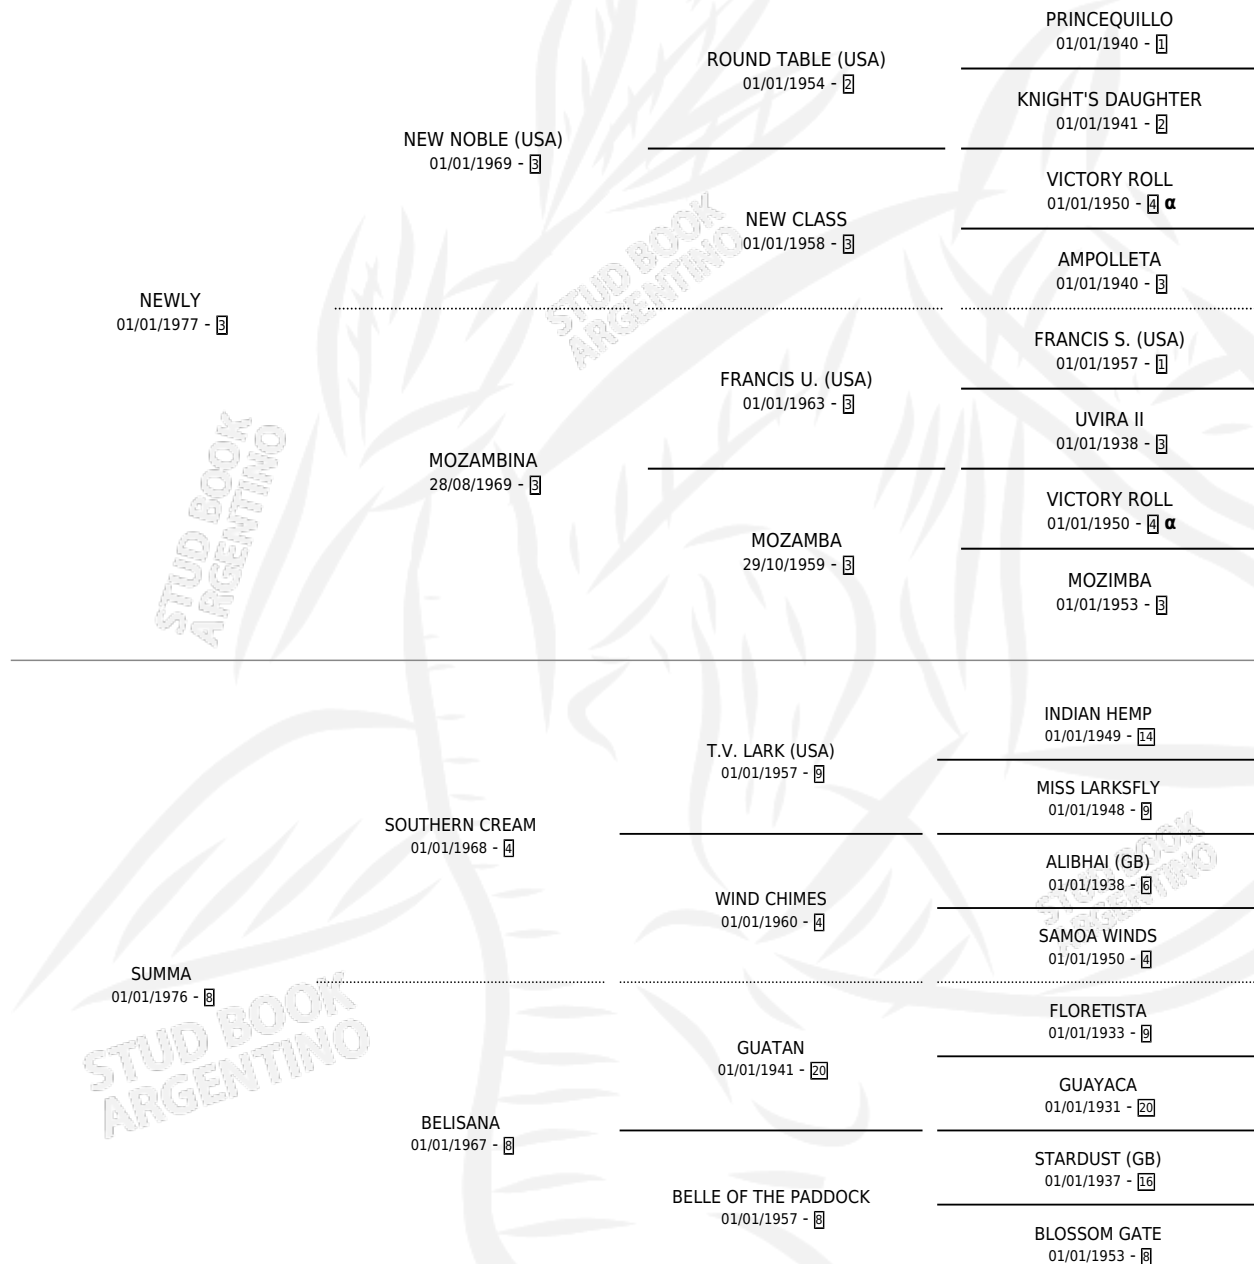 PRINCEQUILLO
01/01/1940 - 1
ROUND TABLE (USA)
01/01/1954 - 2
KNIGHT'S DAUGHTER
01/01/1941 - 2
NEW NOBLE (USA)
01/01/1969 - 3
VICTORY ROLL
01/01/1950 - 4 α
NEW CLASS
01/01/1958 - 3
AMPOLLETA
01/01/1940 - 3
NEWLY
01/01/1977 - 3
FRANCIS S. (USA)
01/01/1957 - 1
FRANCIS U. (USA)
01/01/1963 - 3
UVIRA II
01/01/1938 - 3
MOZAMBINA
28/08/1969 - 3
VICTORY ROLL
01/01/1950 - 4 α
MOZAMBA
29/10/1959 - 3
MOZIMBA
01/01/1953 - 3
INDIAN HEMP
01/01/1949 - 14
T.V. LARK (USA)
01/01/1957 - 9
MISS LARKSFLY
01/01/1948 - 9
SOUTHERN CREAM
01/01/1968 - 4
ALIBHAI (GB)
01/01/1938 - 6
WIND CHIMES
01/01/1960 - 4
SAMOA WINDS
01/01/1950 - 4
SUMMA
01/01/1976 - 8
FLORETISTA
01/01/1933 - 9
GUATAN
01/01/1941 - 20
GUAYACA
01/01/1931 - 20
BELISANA
01/01/1967 - 8
STARDUST (GB)
01/01/1937 - 16
BELLE OF THE PADDOCK
01/01/1957 - 8
BLOSSOM GATE
01/01/1953 - 8
STUD BOOK
ARGENTINO
STUD BOOK
ARGENTINO
STUD BOOK
ARGENTINO
STUD BOOK
ARGENTINO